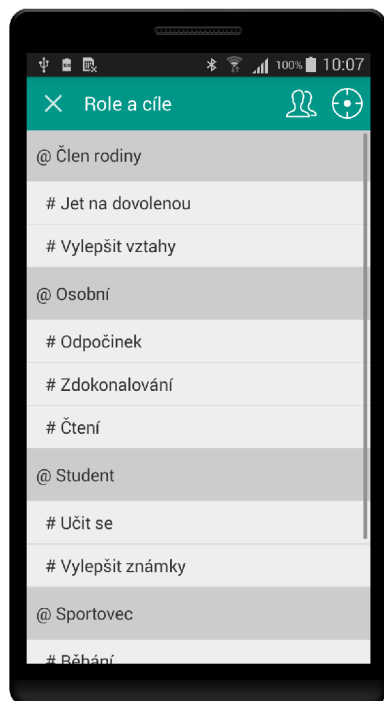 100% 10:07
Role a cíle
@ Člen rodiny
# Jet na dovolenou
# Vylepšit vztahy
@ Osobní
# Odpočinek
# Zdokonalování
# Čtení
@ Student
# Učit se
# Vylepšit známky
@ Sportovec
# Běhání